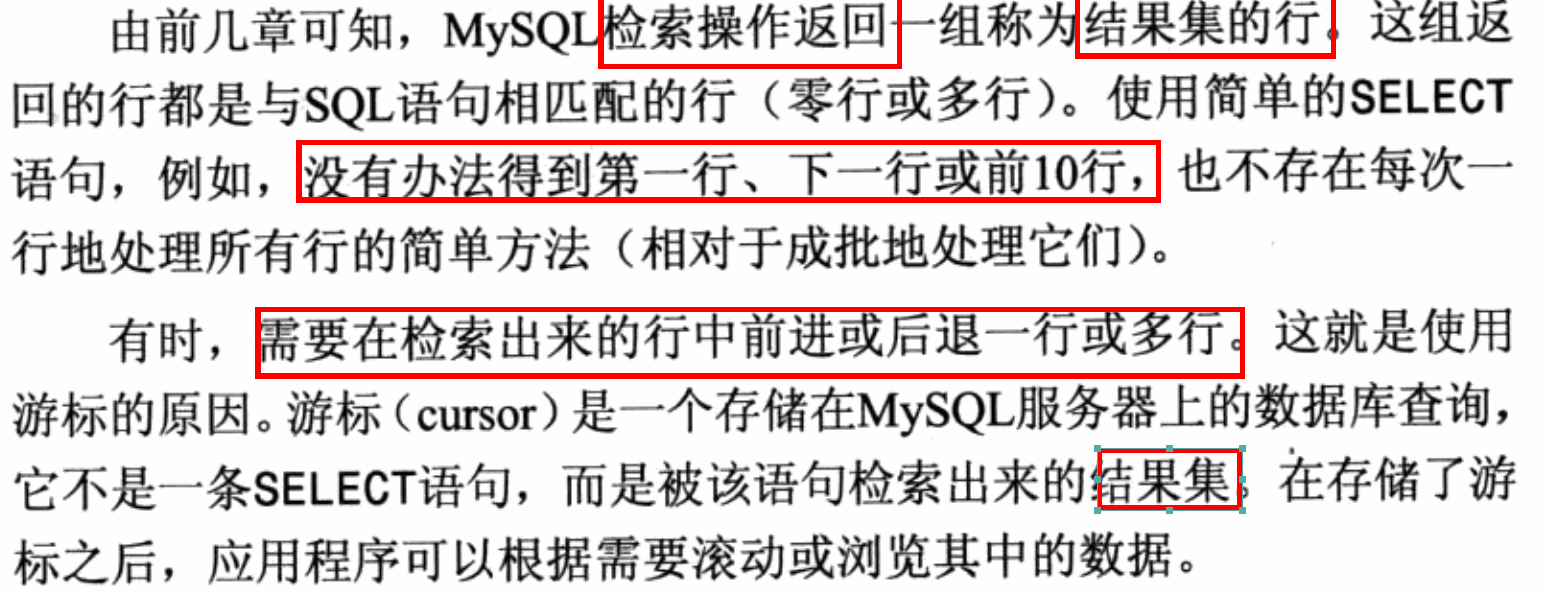 由前几章可知，MySQL检索操作返回一组称为结果集的行。这组返
回的行都是与SQL语句相匹配的行（零行或多行）。使用简单的SELECT
语句，例如，没有办法得到第一行、下一行或前10行，也不存在每次一
行地处理所有行的简单方法（相对于成批地处理它们）。
有时，需要在检索出来的行中前进或后退一行或多行。这就是使用
游标的原因。游标（cursor）是一个存储在MySQL服务器上的数据库查询，
它不是一条SELECT语句，而是被该语句检索出来的结果集。在存储了游
标之后，应用程序可以根据需要滚动或浏览其中的数据。